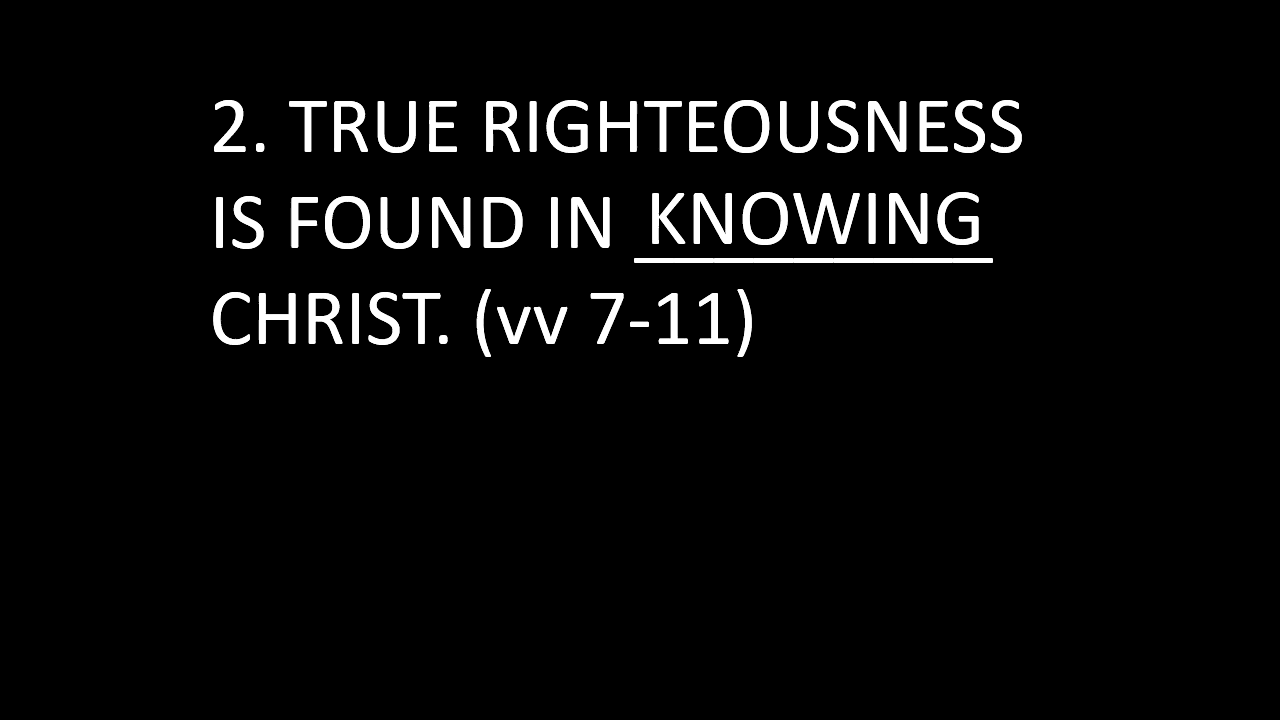 2. TRUE RIGHTEOUSNESS
IS FOUND IN KNOWING
CHRIST. (vv 7-11)